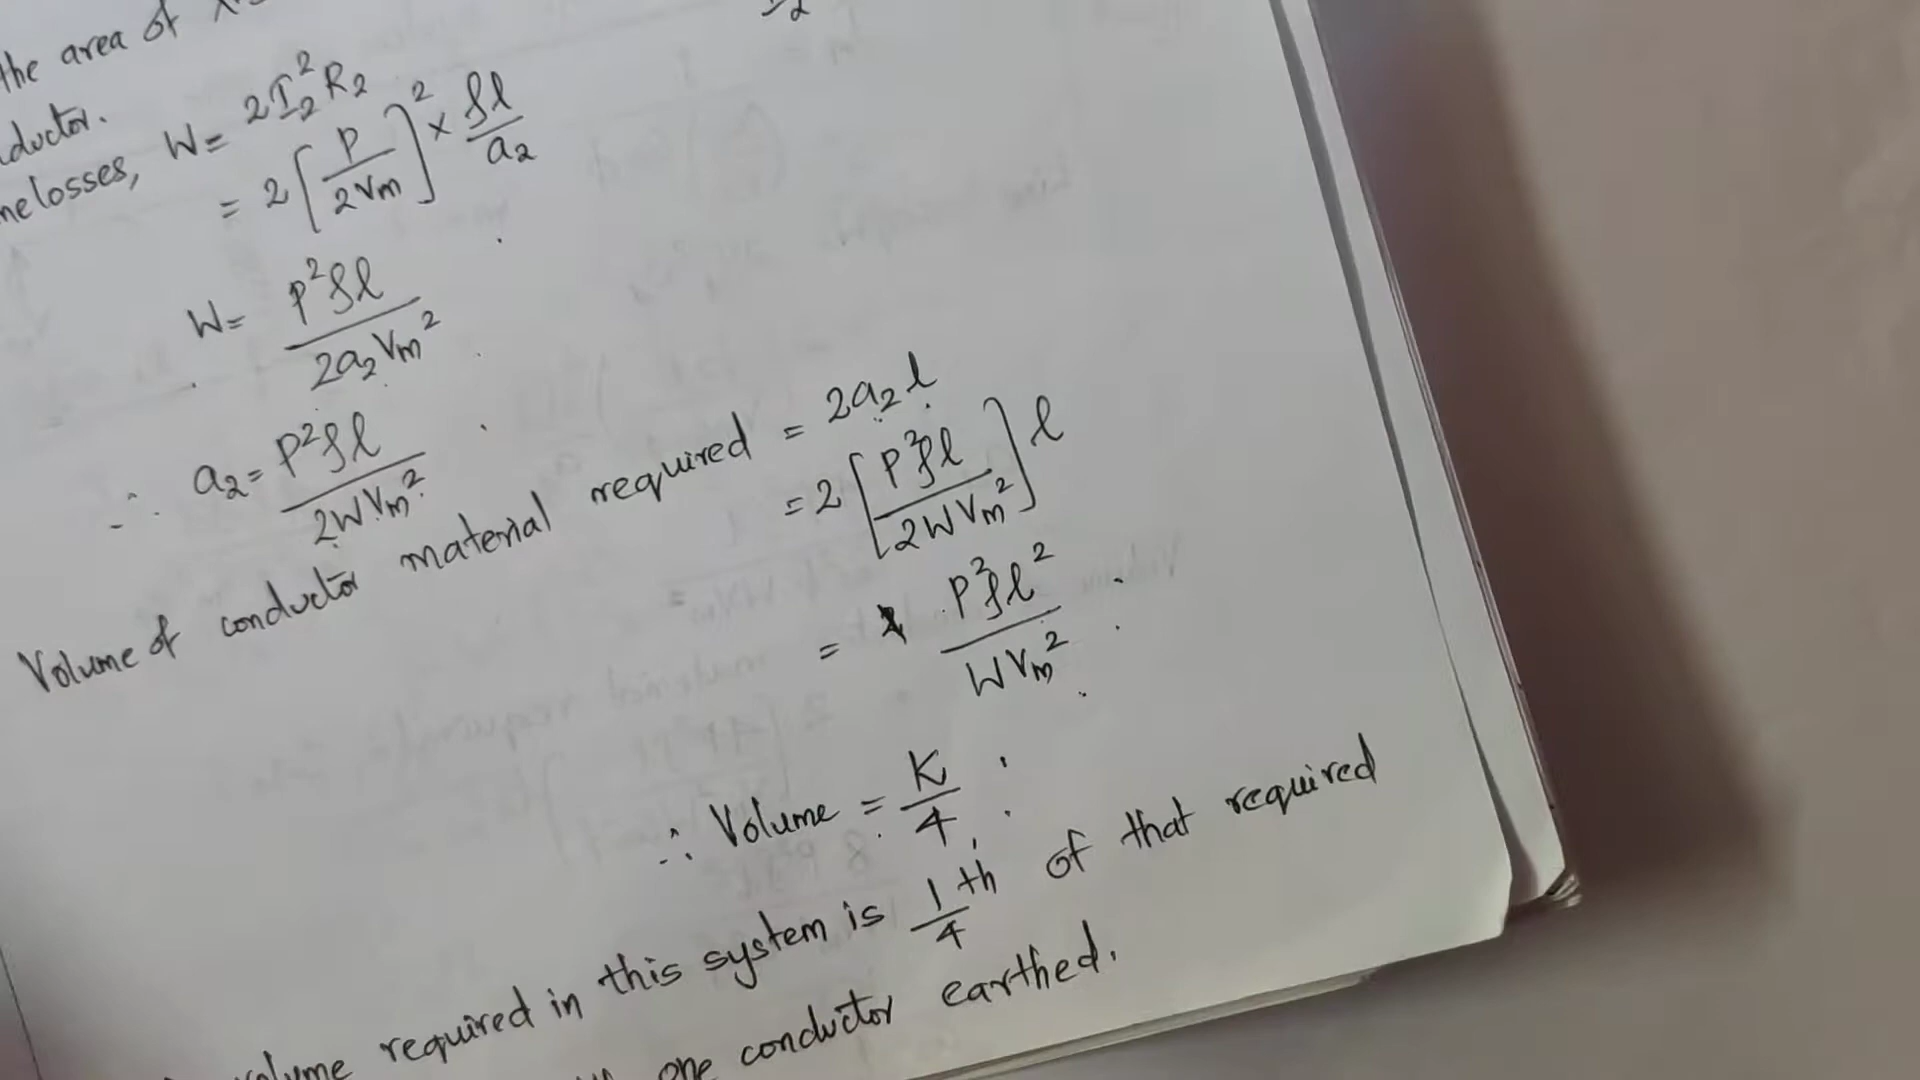 the area of
ductor.
losses, W = 2I₂²R₂
= 2[P/2Vm]² × ρl/a₂
W = P²ρl/2a₂Vm²
∴ a₂ = P²ρl/2WVm²
Volume of conductor material required = 2a₂l
= 2[P²ρl/2WVm²]l
= P²ρl²/WVm²
∴ Volume = K/4
volume required in this system is 1/4th of that required
one conductor earthed.